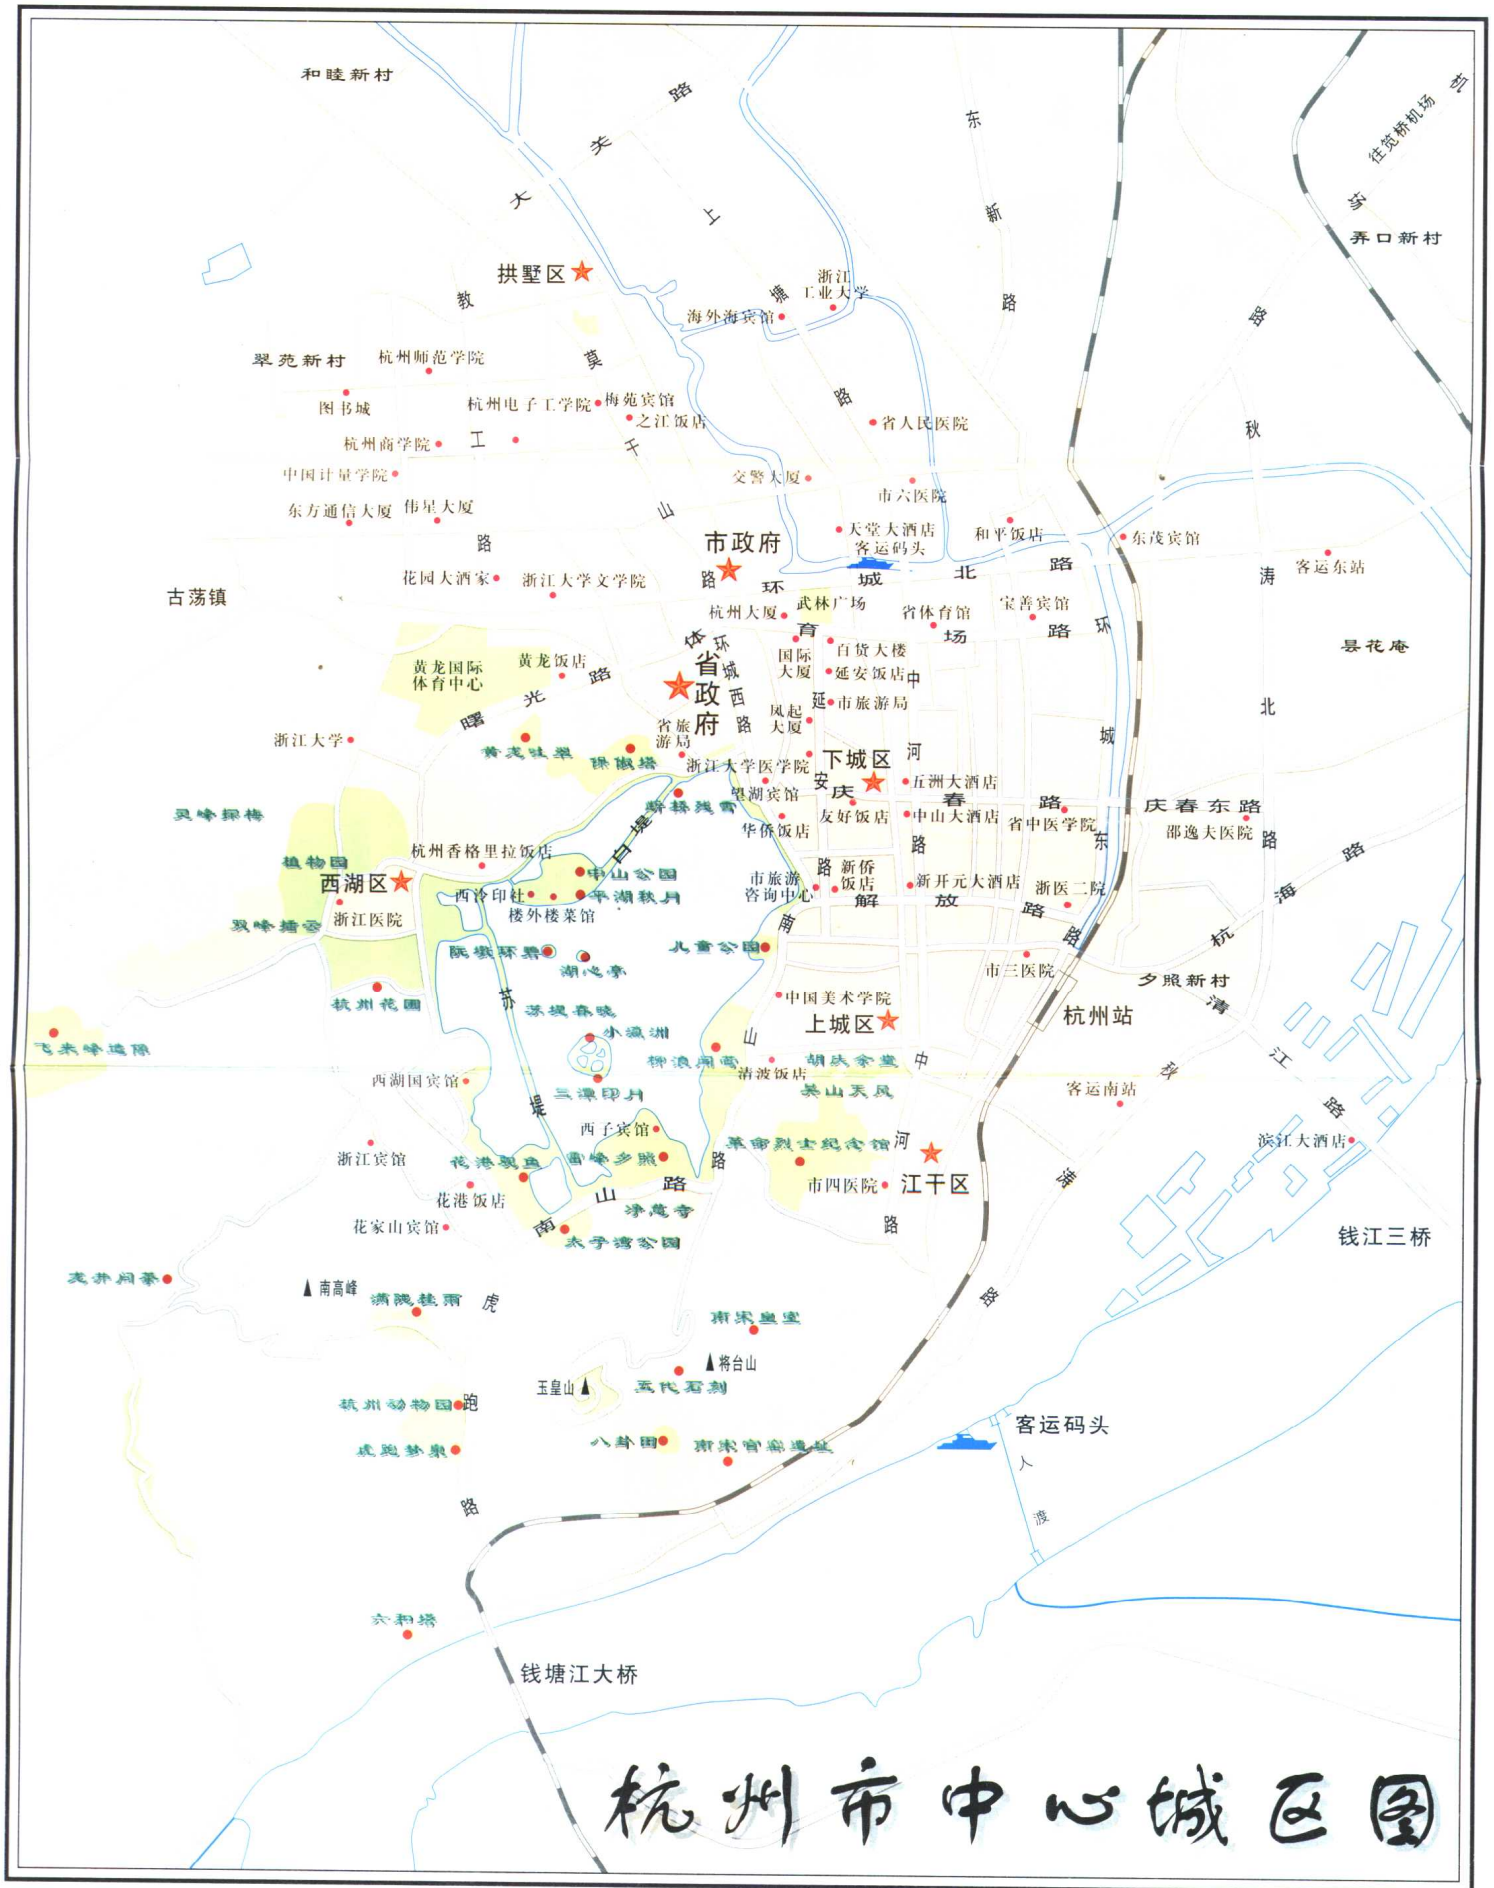 和睦新村
路
关
大
上
塘
路
东
新
路
机
往笕桥机场
场
弄口新村
路
拱墅区
教
工
路
浙江
工业大学
海外海宾馆
翠苑新村
杭州师范学院
莫
干
山
路
图书城
杭州电子工学院
梅苑宾馆
之江饭店
省人民医院
秋
涛
北
路
杭州商学院
中国计量学院
交警大厦
市六医院
东方通信大厦
伟星大厦
天堂大酒店
客运码头
和平饭店
东茂宾馆
客运东站
市政府
环
城
北
路
花园大酒家
浙江大学文学院
古荡镇
杭州大厦
武林广场
省体育馆
宝善宾馆
体
育
场
路
环
城
东
路
昙花庵
环
城
西
路
省
政
府
国际
大厦
百货大楼
延安饭店
市旅游局
中
河
路
黄龙国际
体育中心
黄龙饭店
曙
光
路
延
安
路
凤起
大厦
省旅
游局
浙江大学
黄龙吐翠
保俶塔
浙江大学医学院
下城区
五洲大酒店
望湖宾馆
庆
春
路
庆春东路
断桥残雪
华侨饭店
友好饭店
中山大酒店
省中医学院
邵逸夫医院
灵峰探梅
白
堤
植物园
杭州香格里拉饭店
西湖区
中山公园
平湖秋月
西泠印社
楼外楼菜馆
市旅游
咨询中心
新侨
饭店
新开元大酒店
浙医二院
解
放
路
杭
海
路
双峰插云
浙江医院
阮墩环碧
湖心亭
儿童公园
南
山
路
市三医院
夕照新村
杭州花圃
苏
堤
苏堤春晓
中国美术学院
上城区
杭州站
清
江
路
飞来峰造像
小瀛洲
柳浪闻莺
清波饭店
胡庆余堂
吴山天风
中
河
路
秋
涛
路
西湖国宾馆
三潭印月
客运南站
西子宾馆
革命烈士纪念馆
滨江大酒店
浙江宾馆
花港观鱼
雷峰夕照
市四医院
江干区
花港饭店
南
山
路
净慈寺
花家山宾馆
太子湾公园
钱江三桥
龙井问茶
南高峰
满陇桂雨
虎
跑
路
南宋皇室
将台山
玉皇山
五代石刻
杭州动物园
虎跑梦泉
八卦田
南宋官窑遗址
客运码头
人
渡
六和塔
钱塘江大桥
杭州市中心城区图